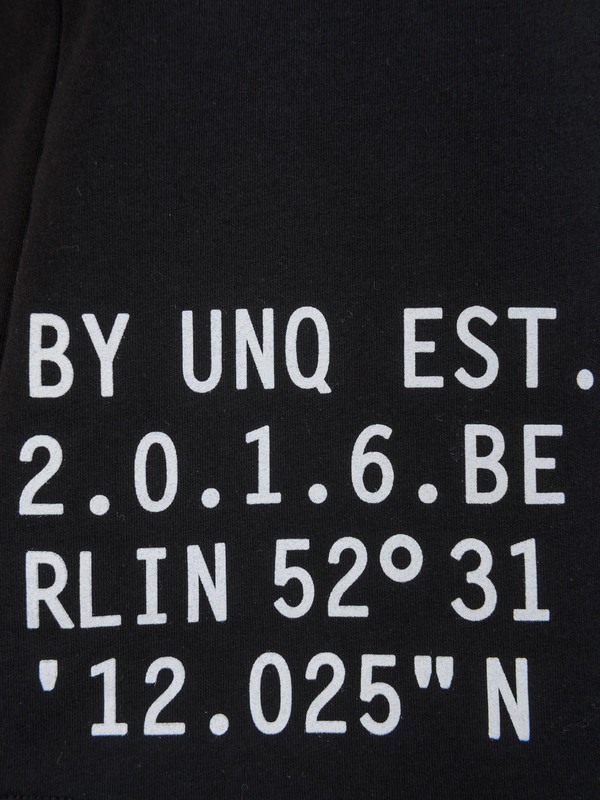 BY UNQ EST.
2.0.1.6.BE
RLIN 52° 31
'12.025" N